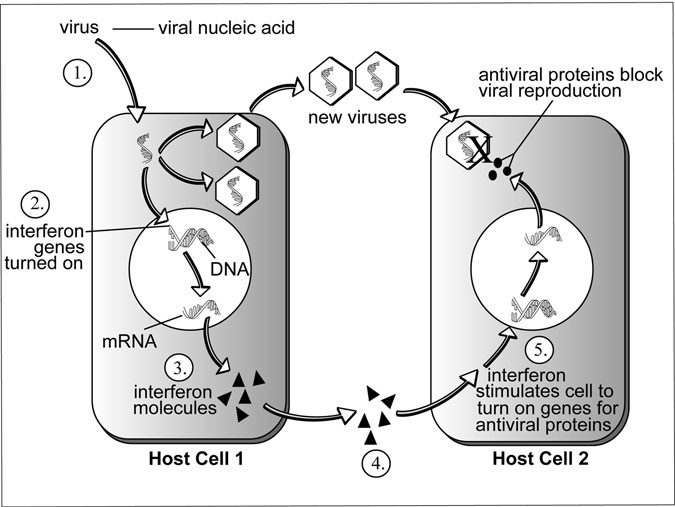 virus
viral nucleic acid
1.
new viruses
antiviral proteins block
viral reproduction
X
2.
interferon
genes
turned on
DNA
mRNA
3.
interferon
molecules
4.
5.
interferon
stimulates cell to
turn on genes for
antiviral proteins
Host Cell 1
Host Cell 2